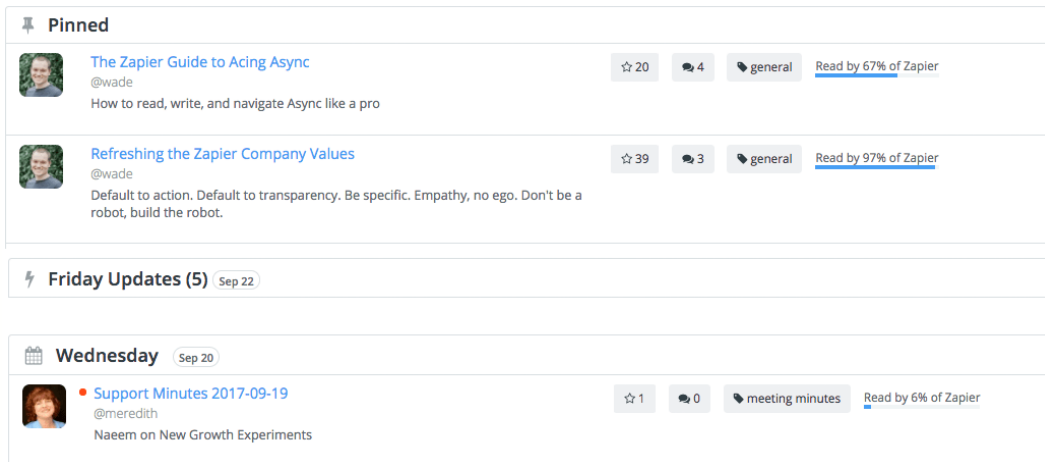 Pinned
The Zapier Guide to Acing Async 20 4 general Read by 67% of Zapier
@wade
How to read, write, and navigate Async like a pro
Refreshing the Zapier Company Values 39 3 general Read by 97% of Zapier
@wade
Default to action. Default to transparency. Be specific. Empathy, no ego. Don't be a
robot, build the robot.
Friday Updates (5) Sep 22
Wednesday Sep 20
Support Minutes 2017-09-19 1 0 meeting minutes Read by 6% of Zapier
@meredith
Naeem on New Growth Experiments